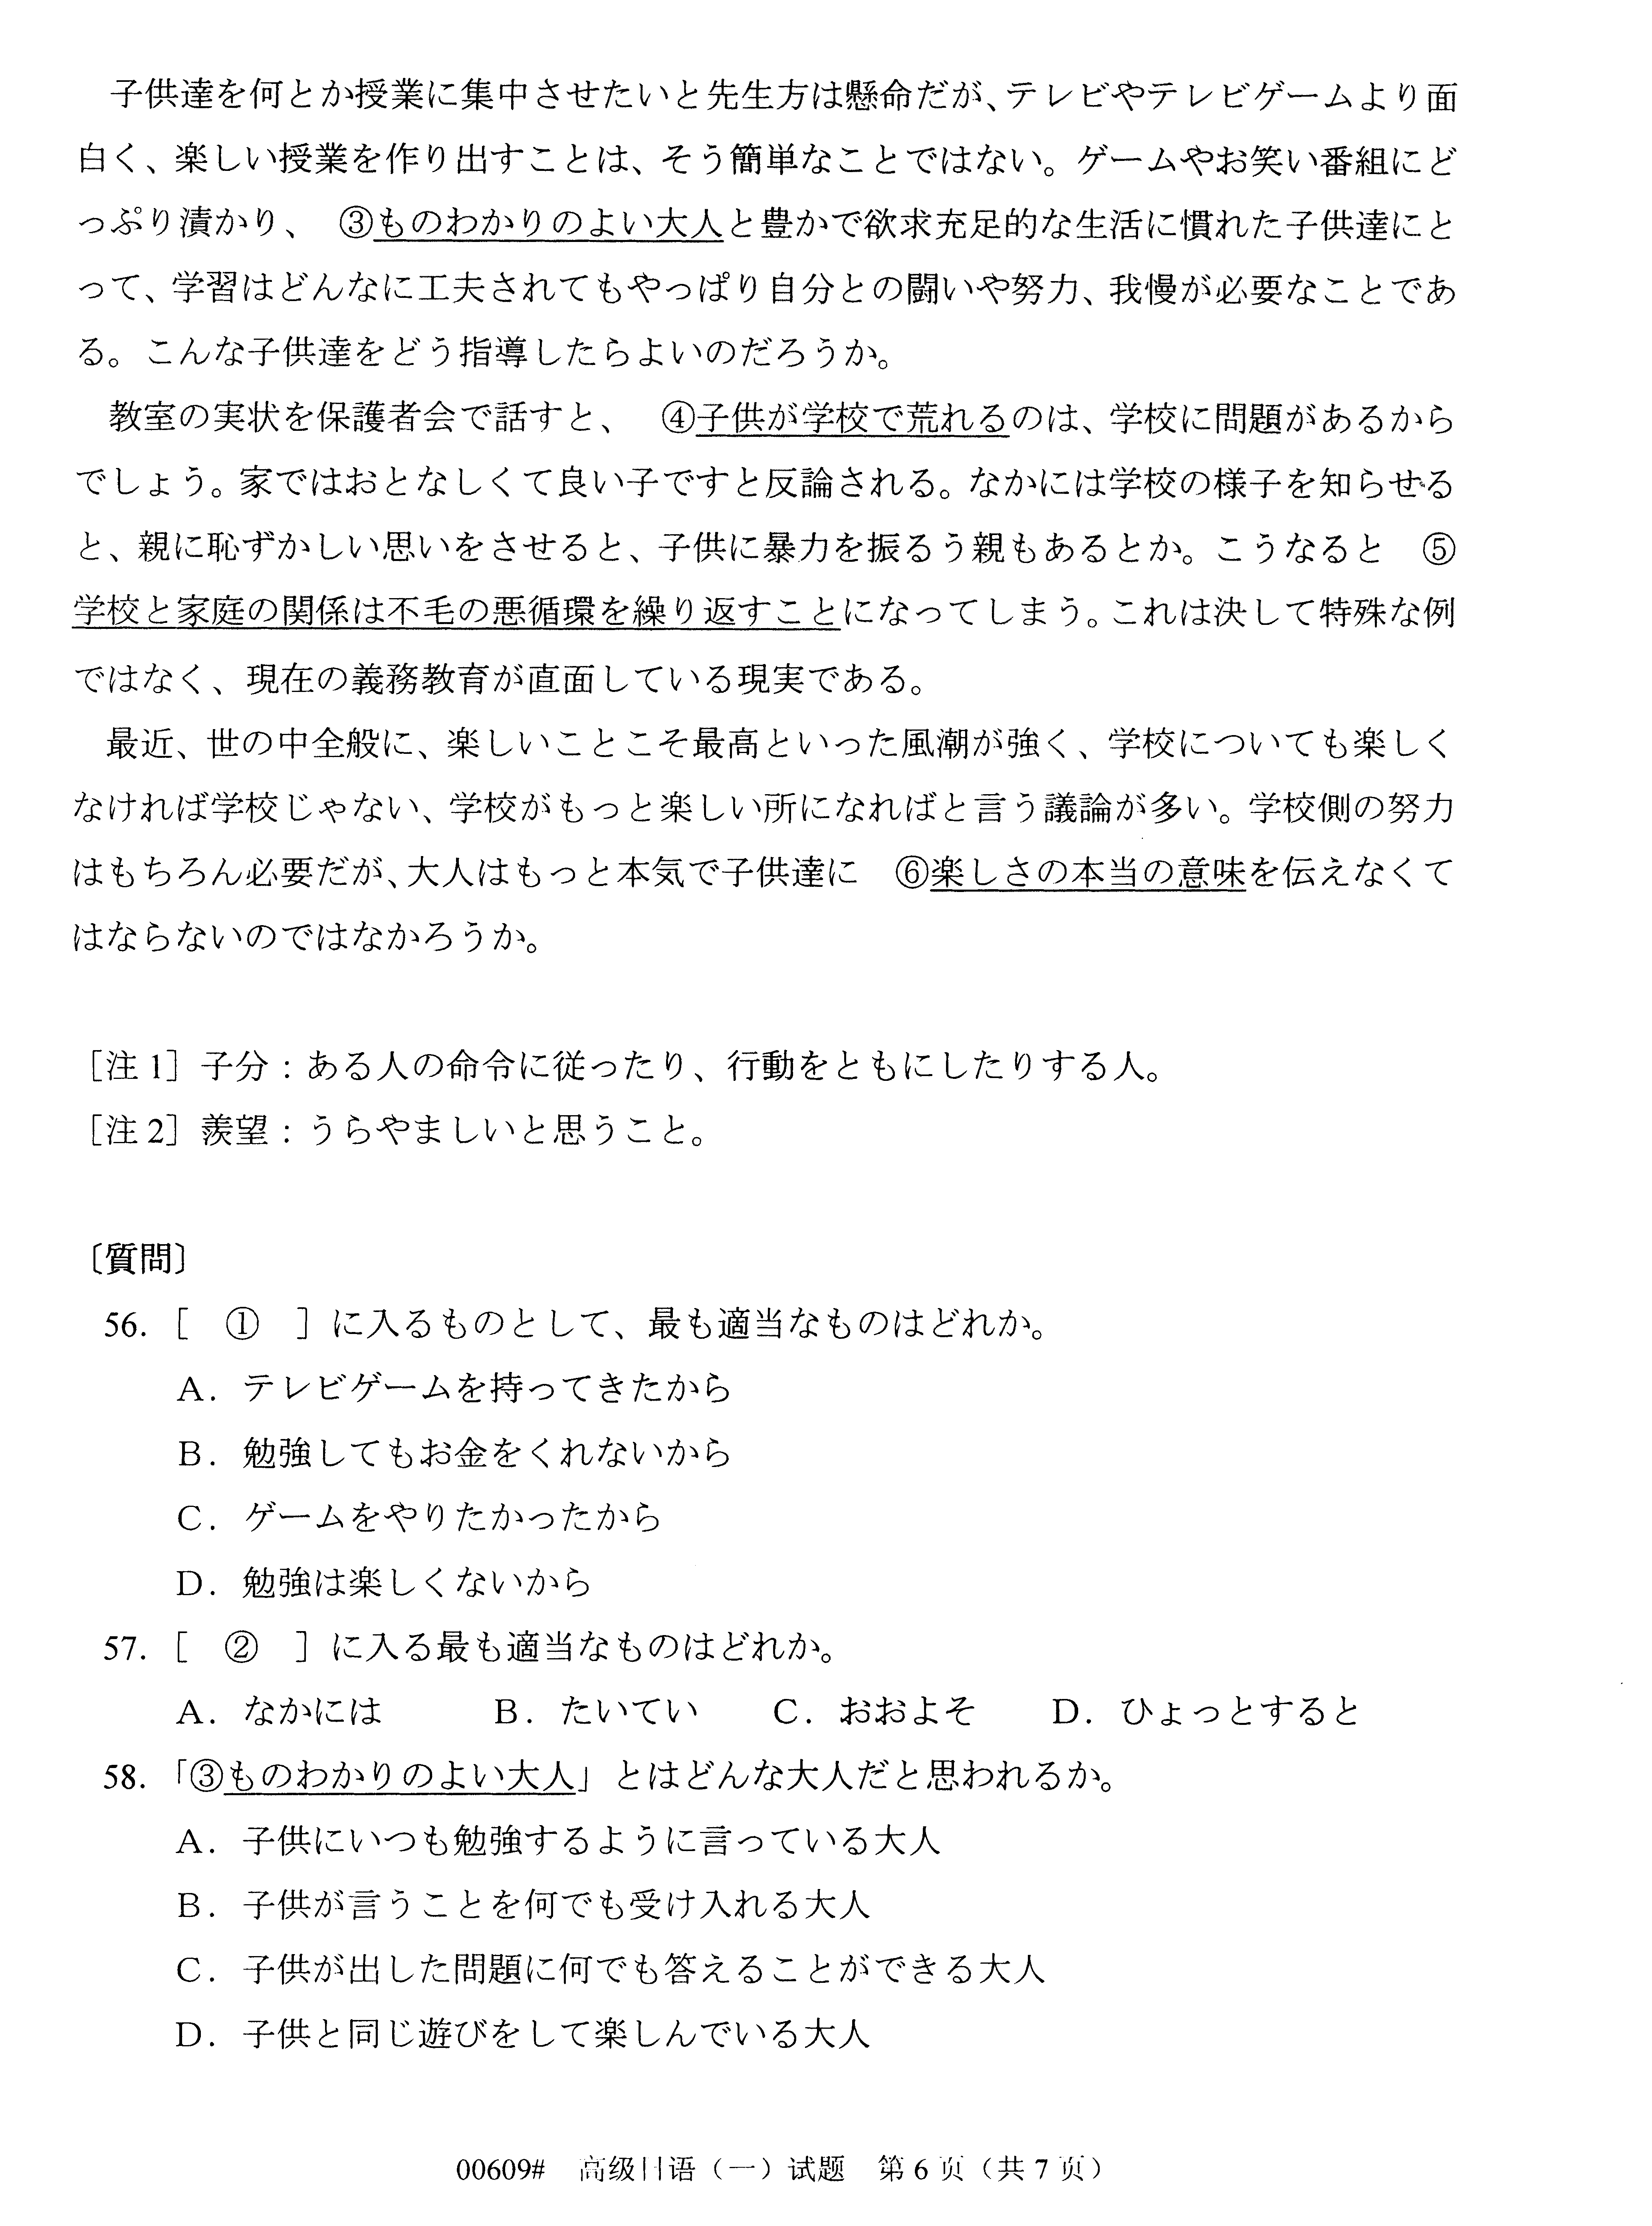 子供達を何とか授業に集中させたいと先生方は懸命だが、テレビやテレビゲームより面
白く、楽しい授業を作り出すことは、そう簡単なことではない。ゲームやお笑い番組にど
っぷり漬かり、　③ものわかりのよい大人と豊かで欲求充足的な生活に慣れた子供達にと
って、学習はどんなに工夫されてもやっぱり自分との闘いや努力、我慢が必要なことであ
る。こんな子供達をどう指導したらよいのだろうか。
教室の実状を保護者会で話すと、　④子供が学校で荒れるのは、学校に問題があるから
でしょう。家ではおとなしくて良い子ですと反論される。なかには学校の様子を知らせる
と、親に恥ずかしい思いをさせると、子供に暴力を振るう親もあるとか。こうなると　⑤
学校と家庭の関係は不毛の悪循環を繰り返すことになってしまう。これは決して特殊な例
ではなく、現在の義務教育が直面している現実である。
最近、世の中全般に、楽しいことこそ最高といった風潮が強く、学校についても楽しく
なければ学校じゃない、学校がもっと楽しい所になればと言う議論が多い。学校側の努力
はもちろん必要だが、大人はもっと本気で子供達に　⑥楽しさの本当の意味を伝えなくて
はならないのではなかろうか。
［注 1］子分：ある人の命令に従ったり、行動をともにしたりする人。
［注 2］羨望：うらやましいと思うこと。
〔質問〕
56.［　①　］に入るものとして、最も適当なものはどれか。
A．テレビゲームを持ってきたから
B．勉強してもお金をくれないから
C．ゲームをやりたかったから
D．勉強は楽しくないから
57.［　②　］に入る最も適当なものはどれか。
A．なかには　B．たいてい　C．おおよそ　D．ひょっとすると
58.「③ものわかりのよい大人」とはどんな大人だと思われるか。
A．子供にいつも勉強するように言っている大人
B．子供が言うことを何でも受け入れる大人
C．子供が出した問題に何でも答えることができる大人
D．子供と同じ遊びをして楽しんでいる大人
00609#　高级日语（一）试题　第 6 页（共 7 页）